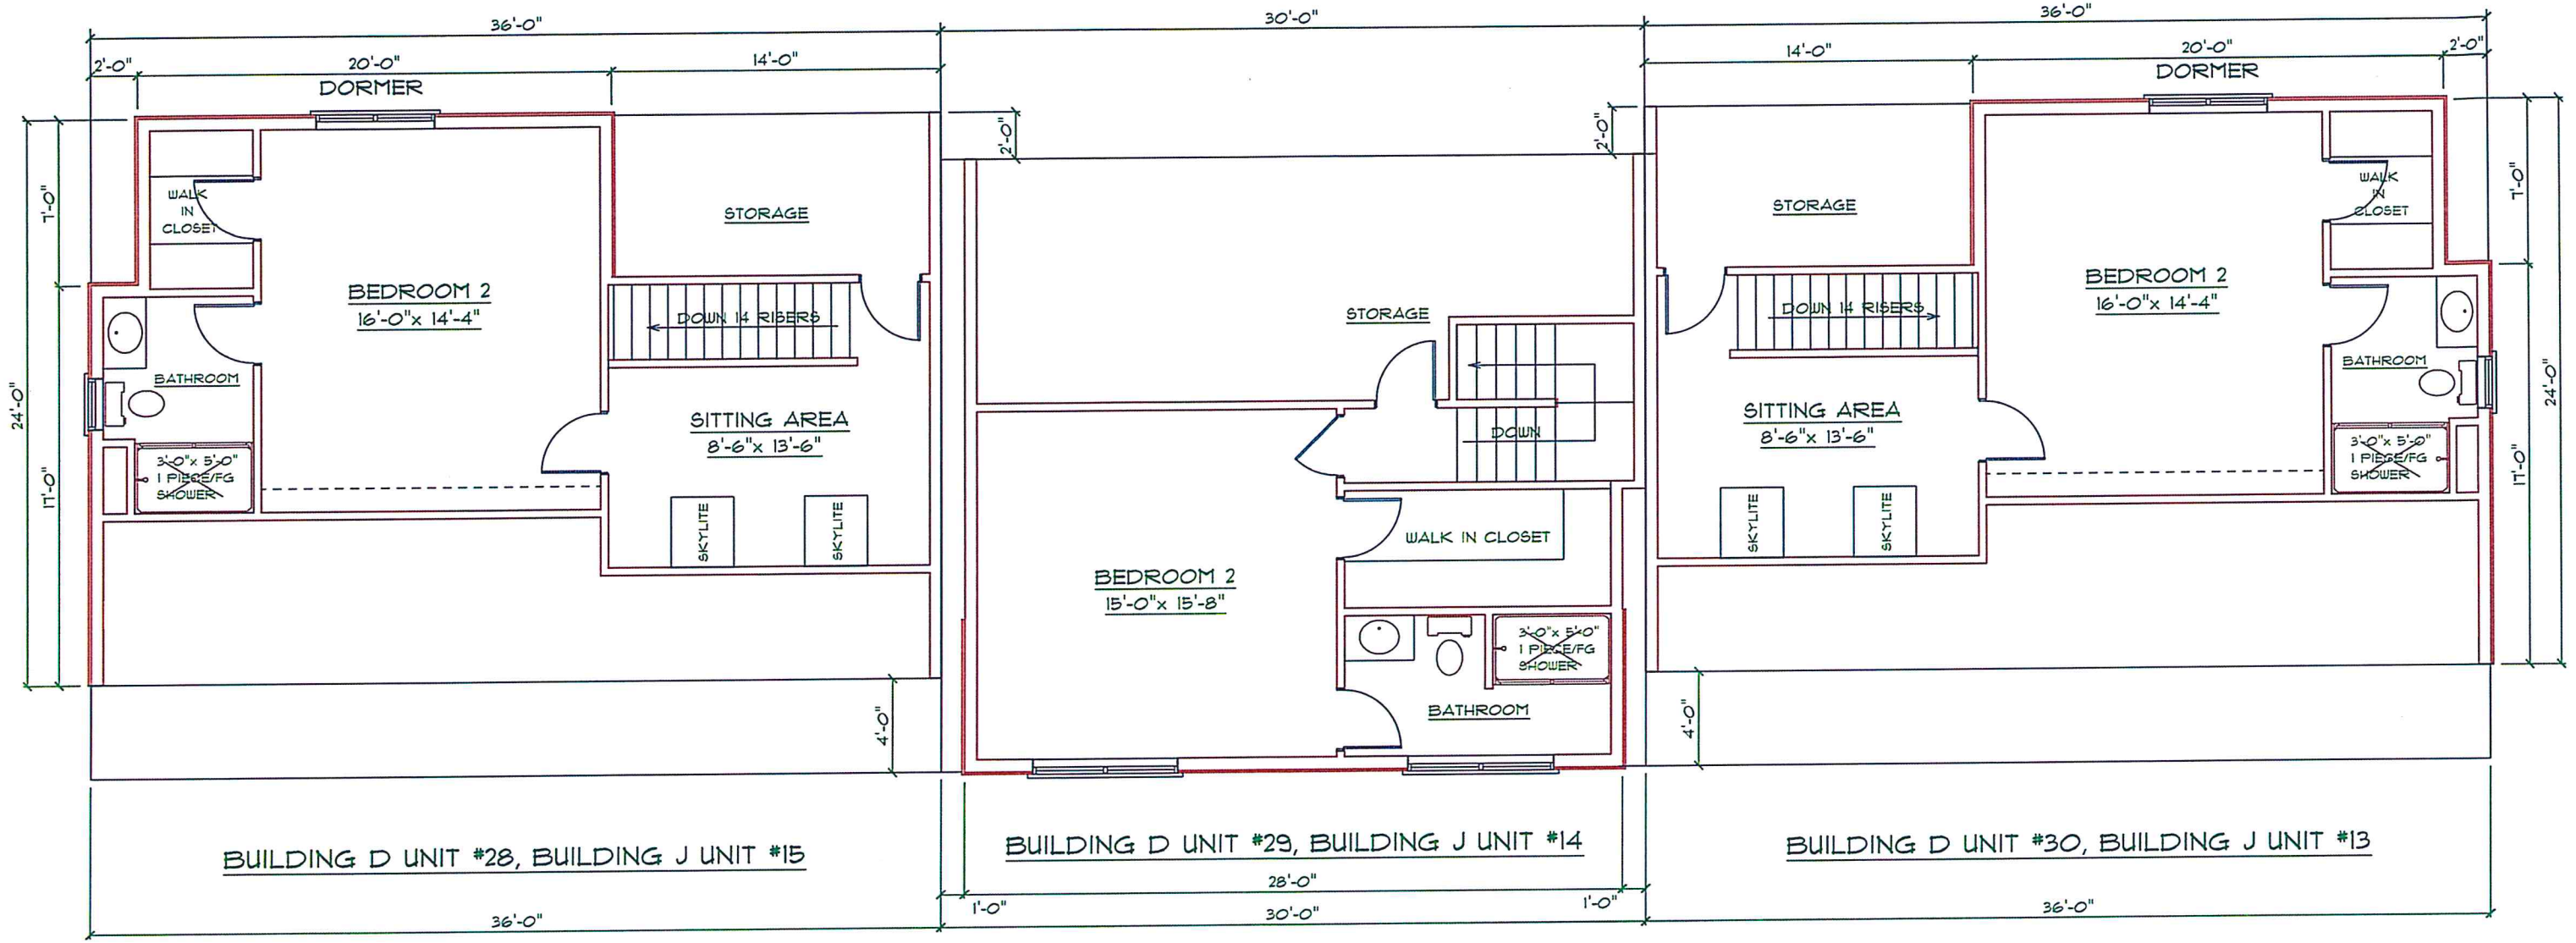 36'-0"
30'-0"
36'-0"
2'-0"
20'-0"
14'-0"
14'-0"
20'-0"
2'-0"
DORMER
DORMER
2'-0"
2'-0"
7'-0"
7'-0"
WALK
IN
CLOSET
STORAGE
STORAGE
WALK
IN
CLOSET
BEDROOM 2
16'-0"x 14'-4"
DOWN 14 RISERS
STORAGE
DOWN 14 RISERS
BEDROOM 2
16'-0"x 14'-4"
BATHROOM
BATHROOM
24'-0"
24'-0"
SITTING AREA
8'-6"x 13'-6"
DOWN
SITTING AREA
8'-6"x 13'-6"
3'-0"x 5'-0"
1 PIECE/FG
SHOWER
3'-0"x 5'-0"
1 PIECE/FG
SHOWER
17'-0"
17'-0"
SKYLITE
SKYLITE
WALK IN CLOSET
SKYLITE
SKYLITE
BEDROOM 2
15'-0"x 15'-8"
3'-0"x 5'-0"
1 PIECE/FG
SHOWER
BATHROOM
4'-0"
4'-0"
BUILDING D UNIT #28, BUILDING J UNIT #15
BUILDING D UNIT #29, BUILDING J UNIT #14
BUILDING D UNIT #30, BUILDING J UNIT #13
28'-0"
1'-0"
1'-0"
36'-0"
30'-0"
36'-0"